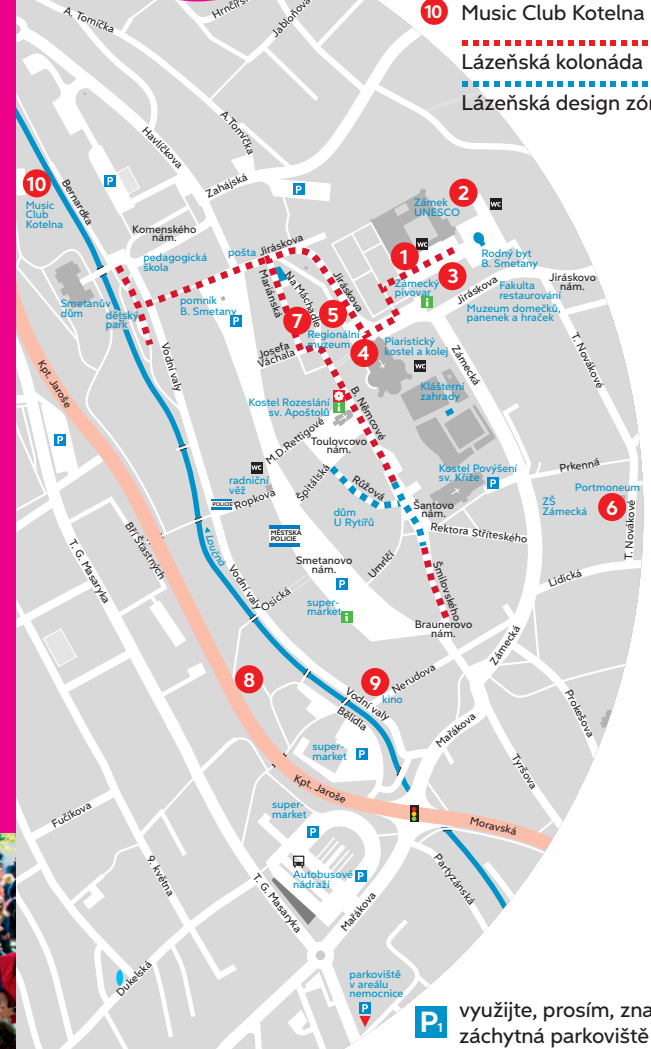 10 Music Club Kotelna
Lázeňská kolonáda
Lázeňská design
A. Tomíčka
Jablonova
Havlíčkova
A. Tomíčka
Zahájská
P
P
10
Music
Club
Kotelna
Bernardka
Komenského
nám.
pedagogická
škola
pošta
Jiráskova
Zámek
UNESCO
2
WC
1
WC
Rodný byt
B. Smetany
Zámecký
pivovar
3
i
Jiráskova
Fakulta
restaurování
Jiráskovo
nám.
Muzeum domečků,
panenek a hraček
Mariánská
Na Máchadle
Jiráskova
Smetanův
dům
dětský
park
pomník
B. Smetany
P
7
5
Regionální
muzeum
4
Piaristický
kostel a kolej
WC
Zámecká
T. Novákové
Josefa
Váchala
Vodní valy
Kpt. Jaroše
Klášterní
zahrady
Kostel Rozeslání
sv. Apoštolů
i
B. Němcové
P
M.D.Rettigové
Toulovcovo
nám.
WC
radniční
věž
Špitálská
Růžová
Kostel Povýšení
sv. Kříže
P
Prkenná
Portmoneum
6
ZŠ
Zámecká
T. Novákové
POLICIE
Ropkova
dům
U Rytířů
Šantovo
nám.
Rektora Stříteského
MĚSTSKÁ
POLICIE
Bří Šťastných
Loučná
T. G. Masaryka
Smetanovo
nám.
Umrlčí
P
Šmilovského
Lidická
Vodní valy
Osická
super-
market
i
Braunerovo
nám.
Zámecká
8
9
kino
Nerudova
Vodní valy
Bělidla
Prokešova
Mařákova
Tyršova
super-
market
P
Kpt. Jaroše
Moravská
super-
market
P
Fučíkova
Autobusové
nádraží
P
Partyzánská
9. května
T. G. Masaryka
Mařákova
Dukelská
parkoviště
v areálu
nemocnice
P
P1 využijte, prosím,
záchytná parkoviště